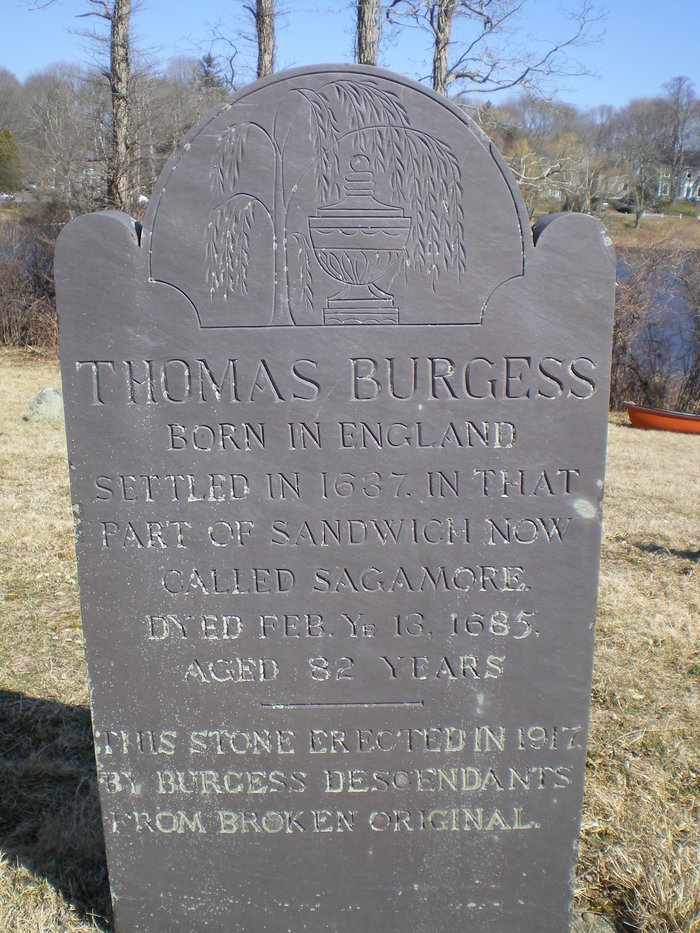 THOMAS BURGESS
BORN IN ENGLAND
SETTLED IN 1637. IN THAT
PART OF SANDWICH NOW
CALLED SAGAMORE.
DYED FEB. Ye 13, 1685.
AGED 82 YEARS
THIS STONE ERECTED IN 1917.
BY BURGESS DESCENDANTS
FROM BROKEN ORIGINAL.